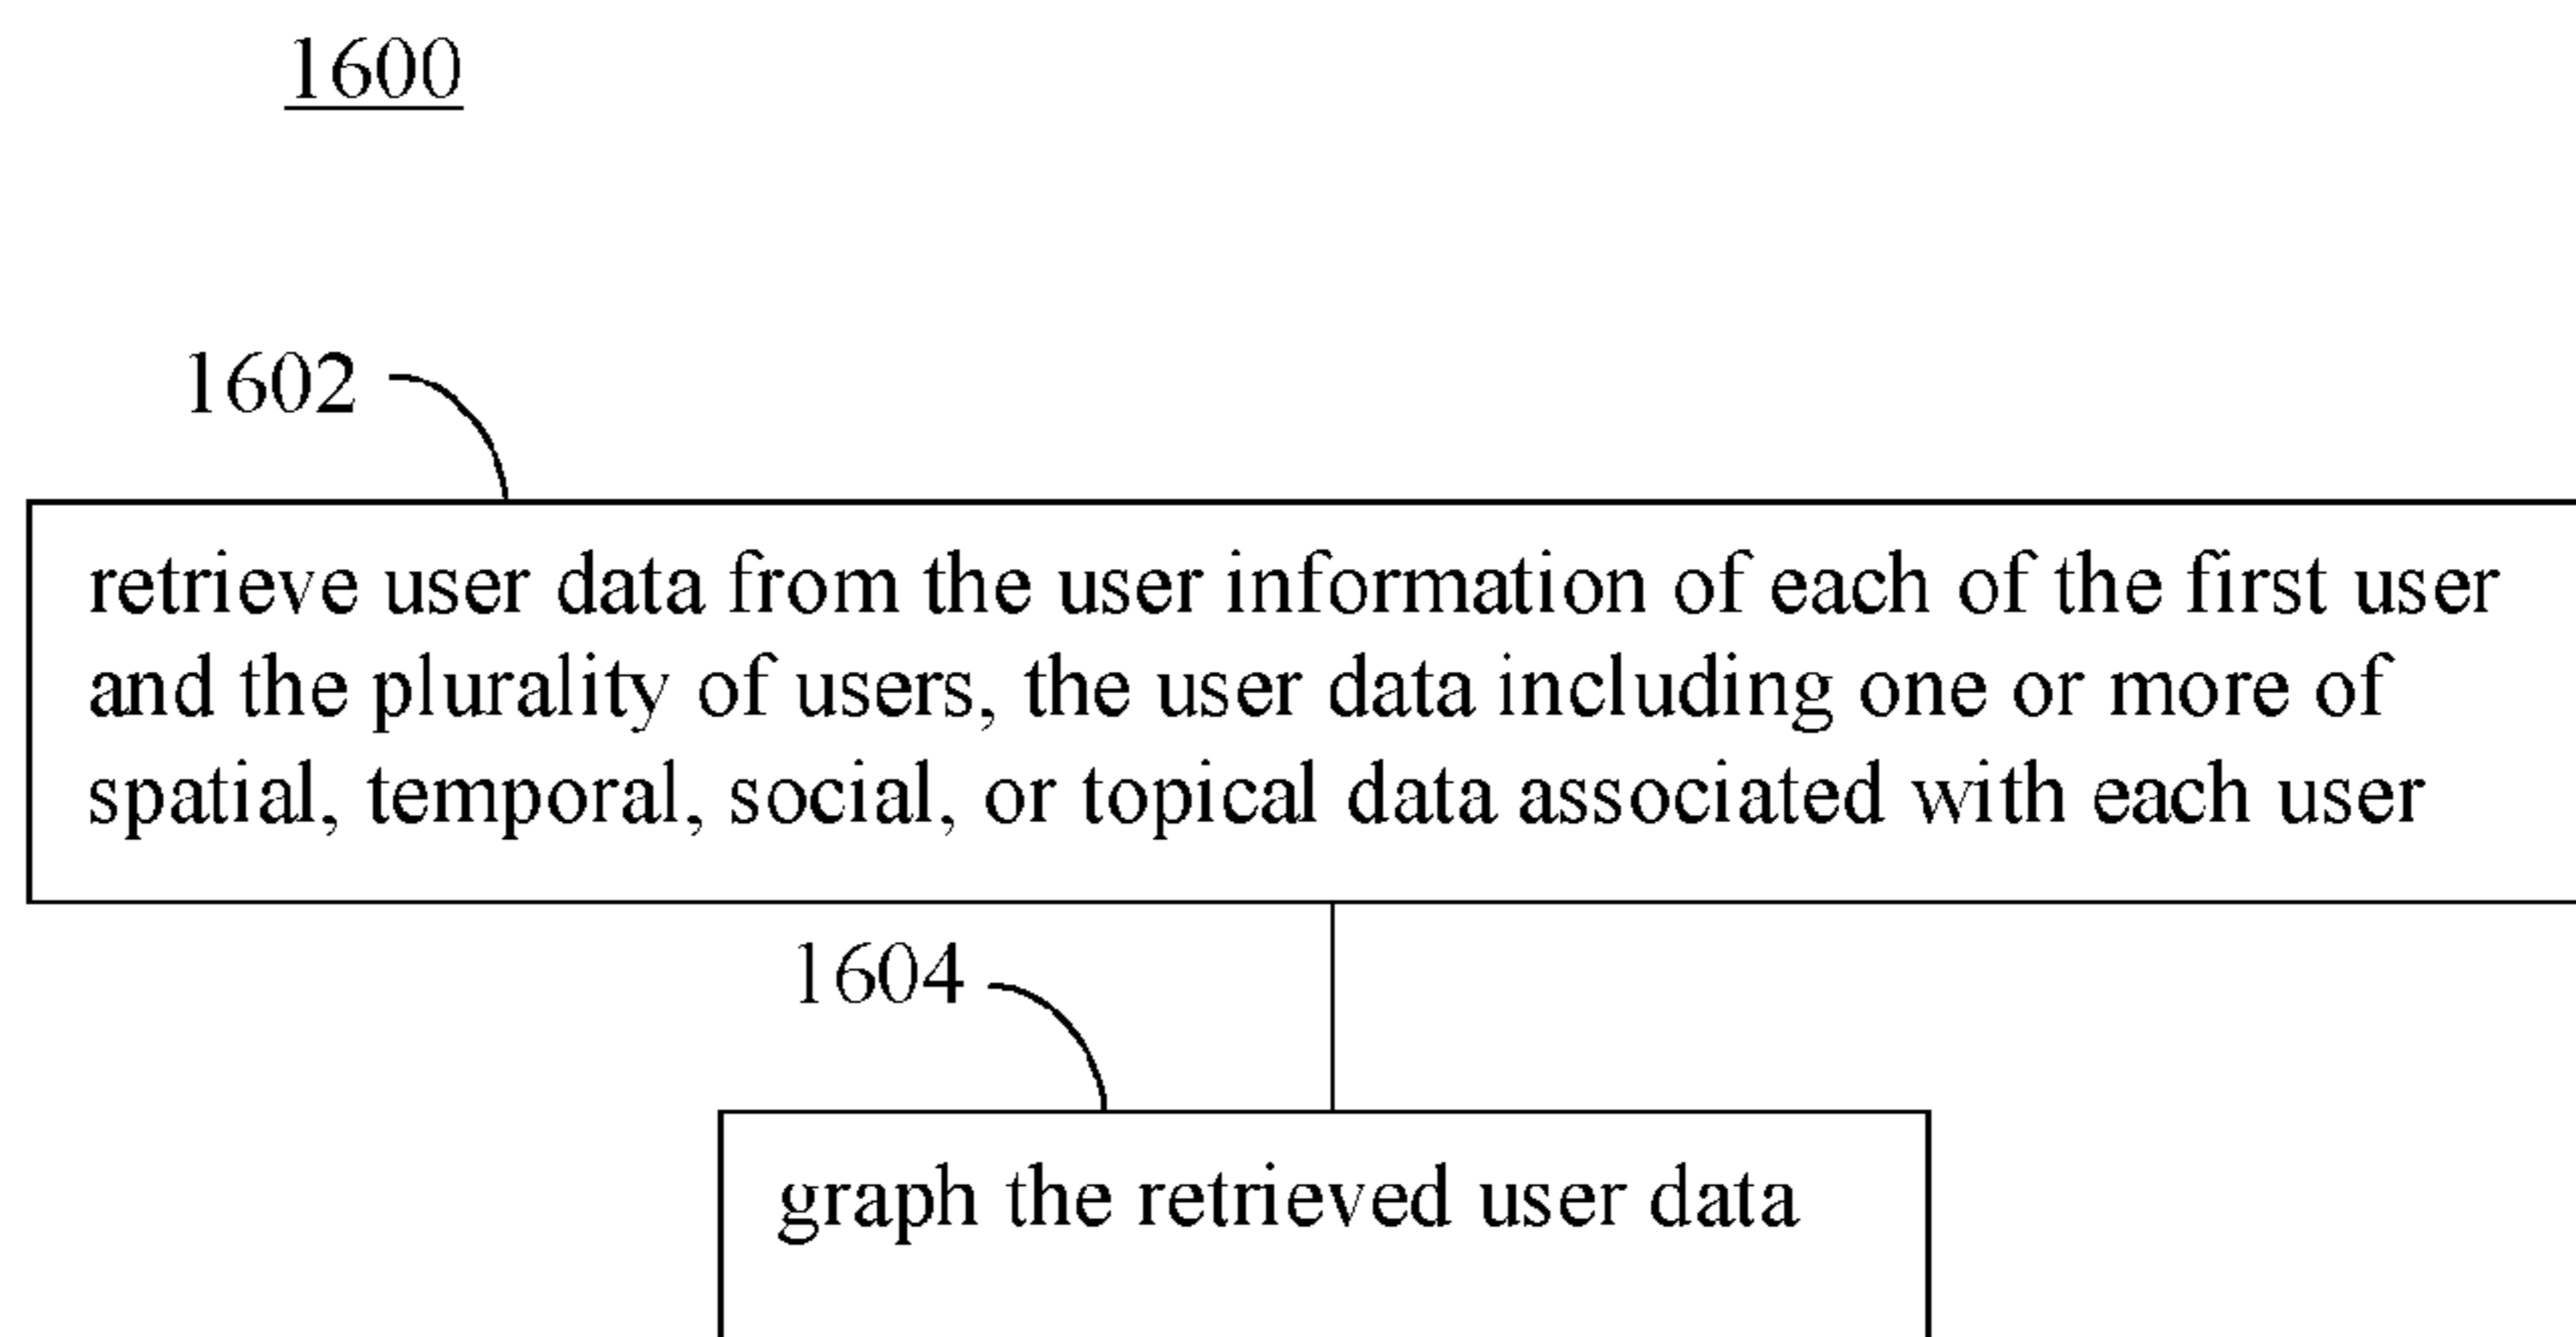 1600
1602
retrieve user data from the user information of each of the first user
and the plurality of users, the user data including one or more of
spatial, temporal, social, or topical data associated with each user
1604
graph the retrieved user data